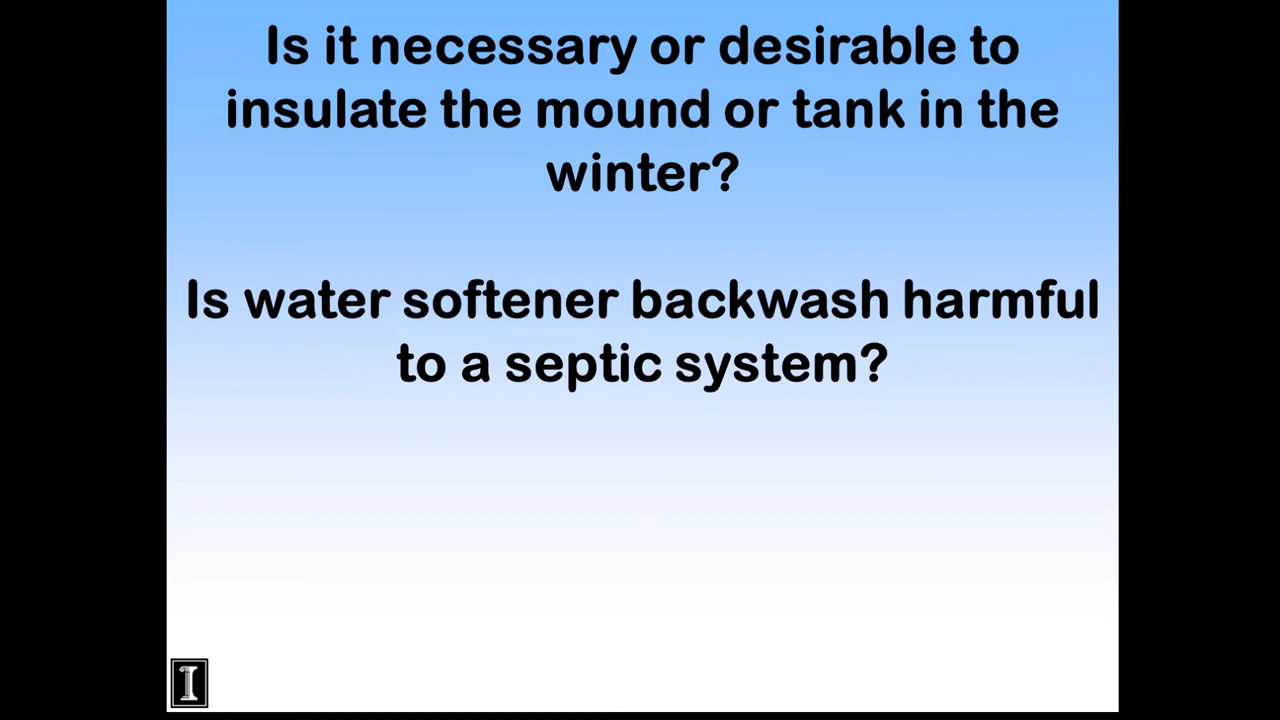 Is it necessary or desirable to
insulate the mound or tank in the
winter?
Is water softener backwash harmful
to a septic system?
I